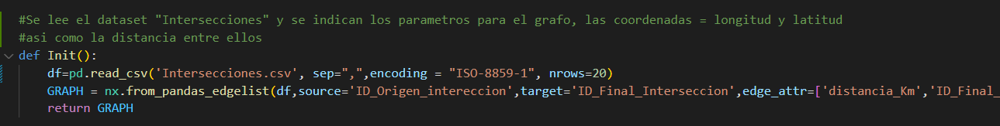 #Se lee el dataset "Intersecciones" y se indican los parametros para el grafo, las coordenadas = longitud y latitud
#asi como la distancia entre ellos
def Init():
    df=pd.read_csv('Intersecciones.csv', sep=",",encoding = "ISO-8859-1", nrows=20)
    GRAPH = nx.from_pandas_edgelist(df,source='ID_Origen_intereccion',target='ID_Final_Interseccion',edge_attr=['distancia_Km','ID_Final_
    return GRAPH